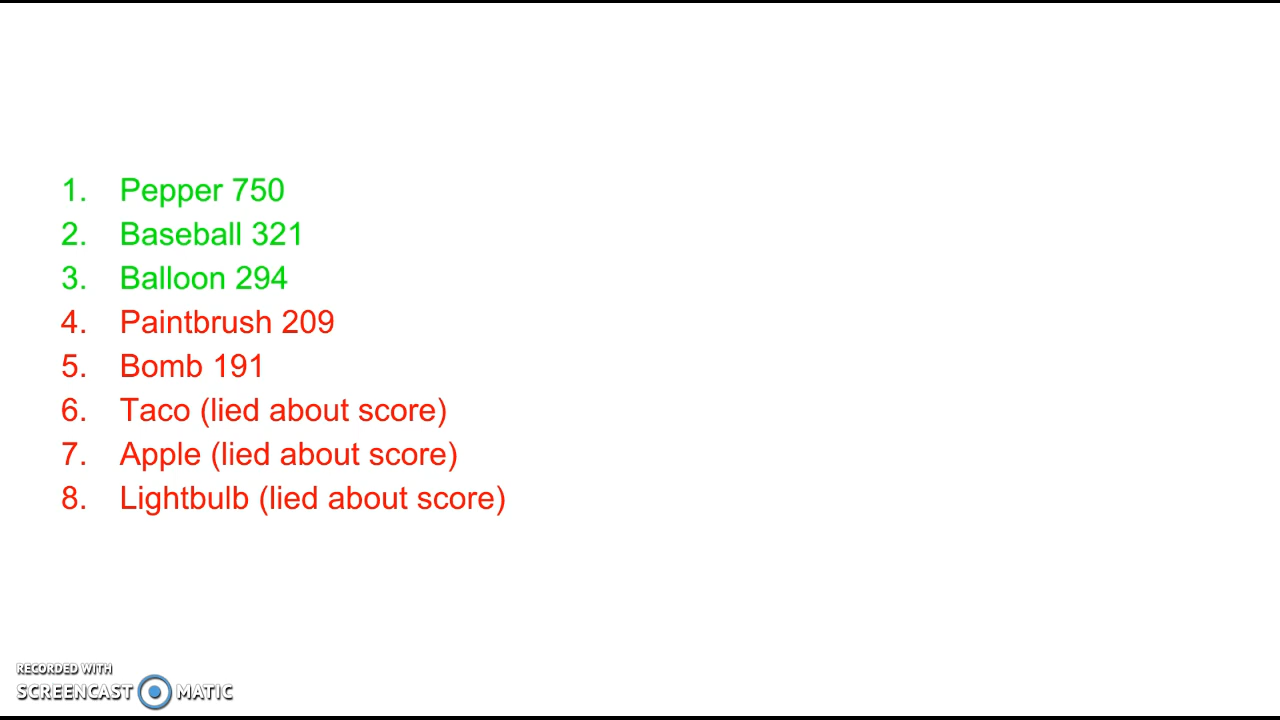 1. Pepper 750
2. Baseball 321
3. Balloon 294
4. Paintbrush 209
5. Bomb 191
6. Taco (lied about score)
7. Apple (lied about score)
8. Lightbulb (lied about score)
RECORDED WITH
SCREENCAST MATIC